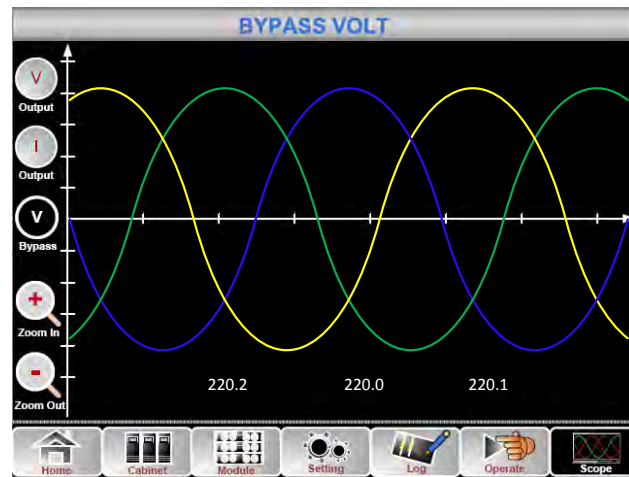 BYPASS VOLT
V
Output
I
Output
V
Bypass
+
Zoom In
-
Zoom Out
220.2 220.0 220.1
Home Cabinet Module Setting Log Operate Scope